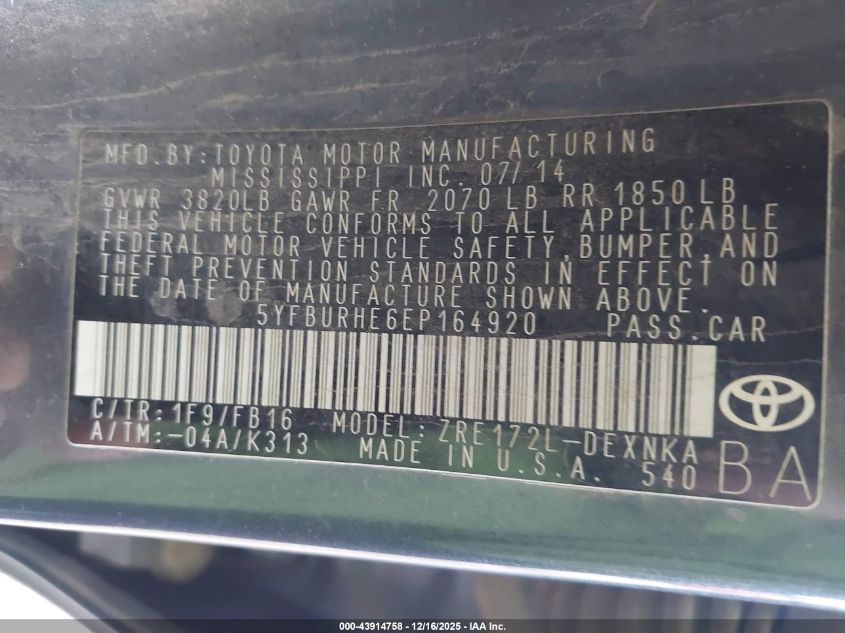 MFD.BY:TOYOTA MOTOR MANUFACTURING
MISSISSIPPI INC. 07/14
GVWR 3820LB GAWR FR 2070 LB RR 1850 LB
THIS VEHICLE CONFORMS TO ALL APPLICABLE
FEDERAL MOTOR VEHICLE SAFETY,BUMPER,AND
THEFT PREVENTION STANDARDS IN EFFECT ON
THE DATE OF MANUFACTURE SHOWN ABOVE.
5YFBURHE6EP164920 PASS.CAR
C/TR:1F9/FB16 MODEL:ZRE172L-DEXNKA
A/TM:-04A/K313 MADE IN U.S.A. 540 BA
000-43914758 - 12/16/2025 - IAA Inc.